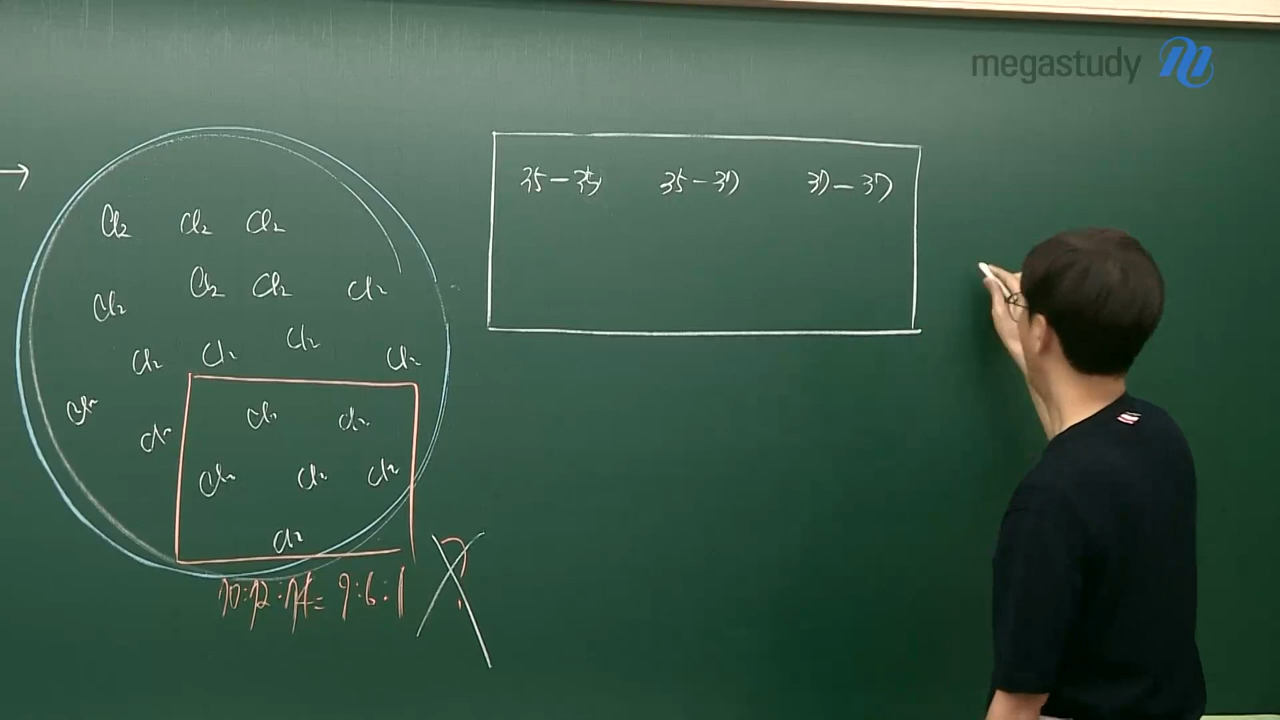 megastudy
→
Cl₂ Cl₂ Cl₂
Cl₂ Cl₂ Cl₂ Cl₂
Cl₂ Cl₂ Cl₂ Cl₂
Cl₂ Cl₂
Cl₂ Cl₂
Cl₂ Cl₂ Cl₂
Cl₂
70:72:74=9:6:1 ?
35-35 35-37 37-37